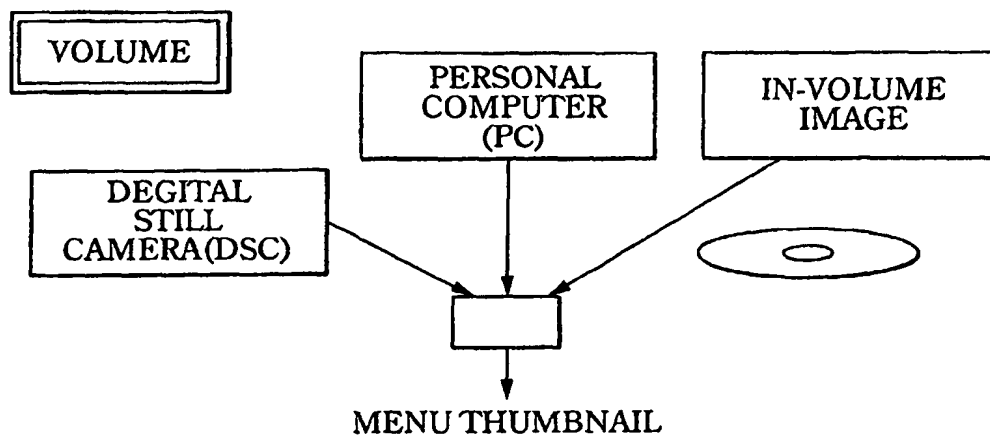 VOLUME
PERSONAL
COMPUTER
(PC)
IN-VOLUME
IMAGE
DEGITAL
STILL
CAMERA(DSC)
MENU THUMBNAIL